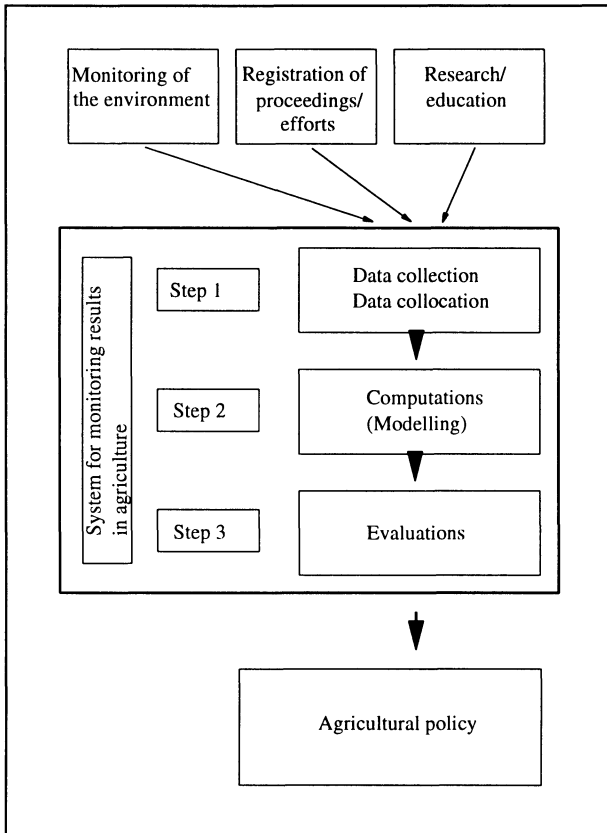 Monitoring of
the environment
Registration of
proceedings/
efforts
Research/
education
System for monitoring results
in agriculture
Step 1
Data collection
Data collocation
Step 2
Computations
(Modelling)
Step 3
Evaluations
Agricultural policy